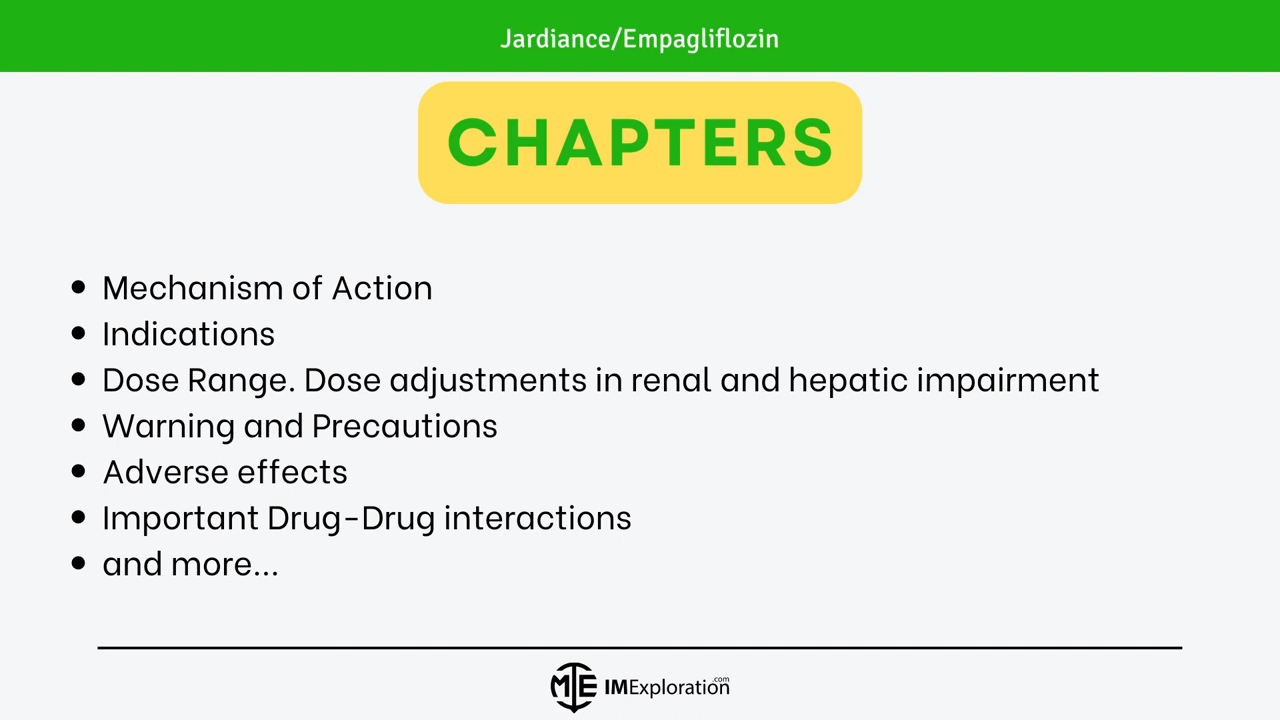 Jardiance/Empagliflozin
CHAPTERS
• Mechanism of Action
• Indications
• Dose Range. Dose adjustments in renal and hepatic impairment
• Warning and Precautions
• Adverse effects
• Important Drug-Drug interactions
• and more...
MIE IMExploration.com